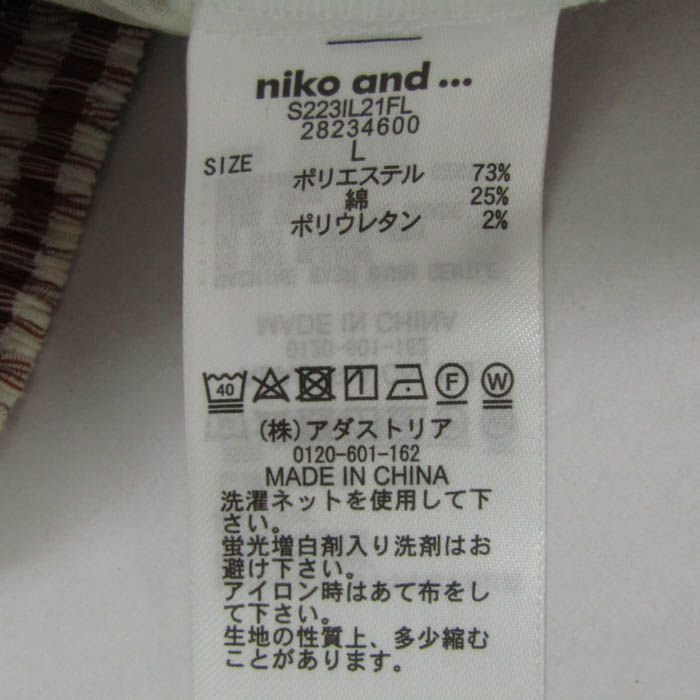 niko and ...
S223IL21FL
28234600
SIZE L
ポリエステル 73%
綿 25%
ポリウレタン 2%
40 F W
(株)アダストリア
0120-601-162
MADE IN CHINA
洗濯ネットを使用して下
さい。
蛍光増白剤入り洗剤はお
避け下さい。
アイロン時はあて布をし
て下さい。
生地の性質上、多少縮む
ことがあります。